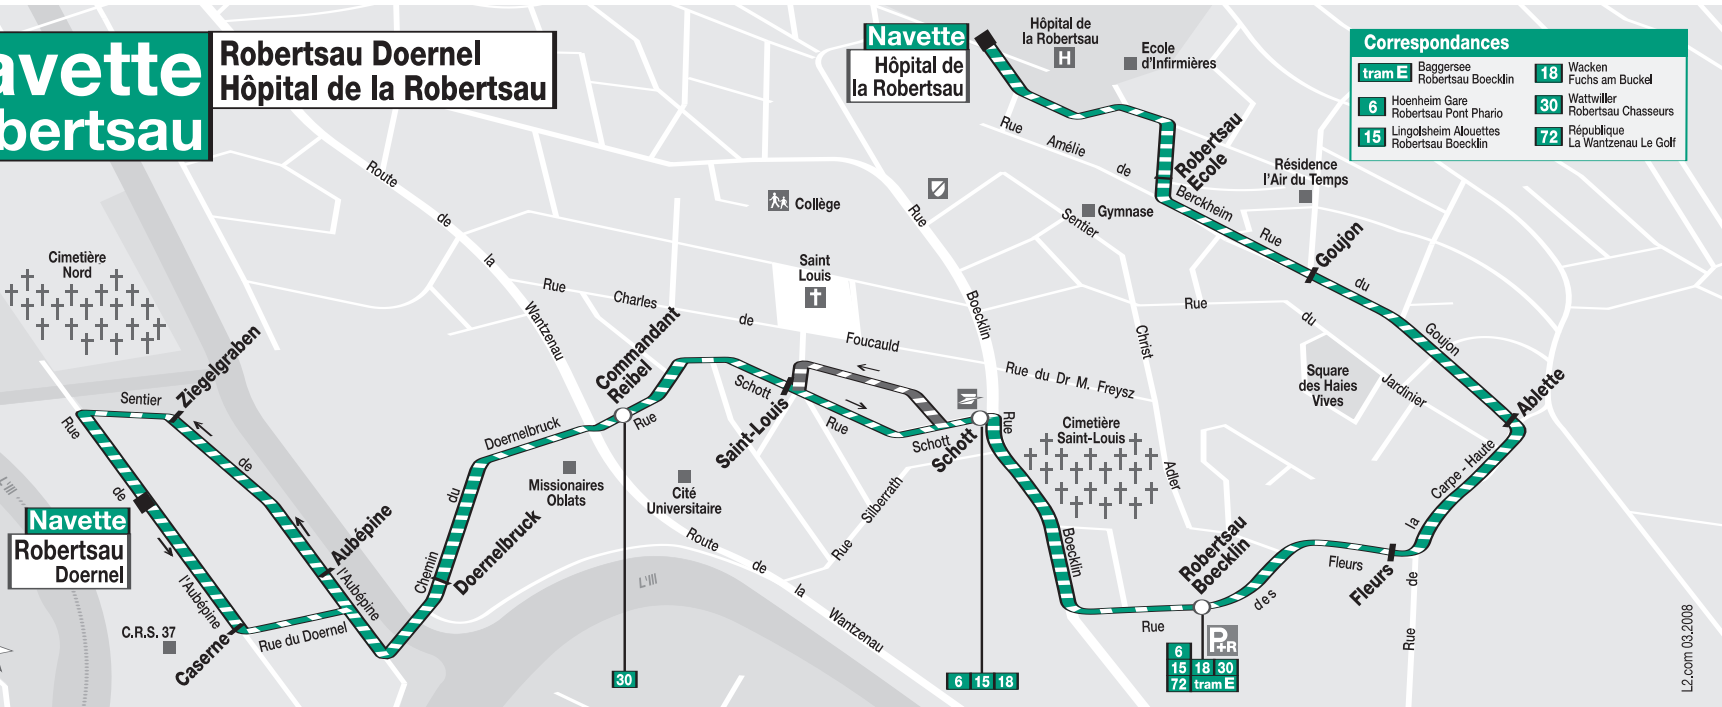 avette
bertsau
Robertsau Doernel
Hôpital de la Robertsau
Navette
Hôpital de
la Robertsau
Hôpital de
la Robertsau
H
Ecole
d'Infirmières
Correspondances
tram E Baggersee
Robertsau Boecklin
6 Hoenheim Gare
Robertsau Pont Phario
15 Lingolsheim Alouettes
Robertsau Boecklin
18 Wacken
Fuchs am Buckel
30 Wattwiller
Robertsau Chasseurs
72 République
La Wantzenau Le Golf
Rue Amélie de Berckheim
Robertsau
Ecole
Résidence
l'Air du Temps
Gymnase
Sentier
Rue du Goujon
Goujon
Route de la Wantzenau
Collège
Rue Boecklin
Cimetière
Nord
Saint
Louis
Rue Charles de Foucauld
Rue du Dr M. Freysz
Christ
Rue du Jardinier
Square
des Haies
Vives
Ablette
Ziegelgraben
Sentier de l'Aubépine
Rue de l'Aubépine
Commandant
Reibel
Rue Schott
Saint-Louis
Rue Schott
Schott
Rue Boecklin
Cimetière
Saint-Louis
Adler
Carpe - Haute
la
de
Rue
Chemin du Doernelbruck
Doernelbruck
Missionaires
Oblats
Cité
Universitaire
Rue Silberrath
Route de la Wantzenau
L'Ill
L'Ill
Navette
Robertsau
Doernel
Aubépine
Caserne
Rue du Doernel
C.R.S. 37
Robertsau
Boecklin
Rue des Fleurs
Fleurs
P+R
30
6 15 18
6
15 18 30
72 tram E
L2.com 03.2008